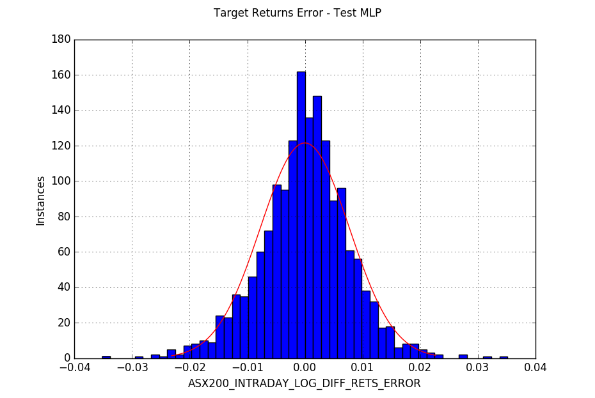 Target Returns Error - Test MLP
180
160
140
120
100
80
60
40
20
0
Instances
−0.04 −0.03 −0.02 −0.01 0.00 0.01 0.02 0.03 0.04
ASX200_INTRADAY_LOG_DIFF_RETS_ERROR